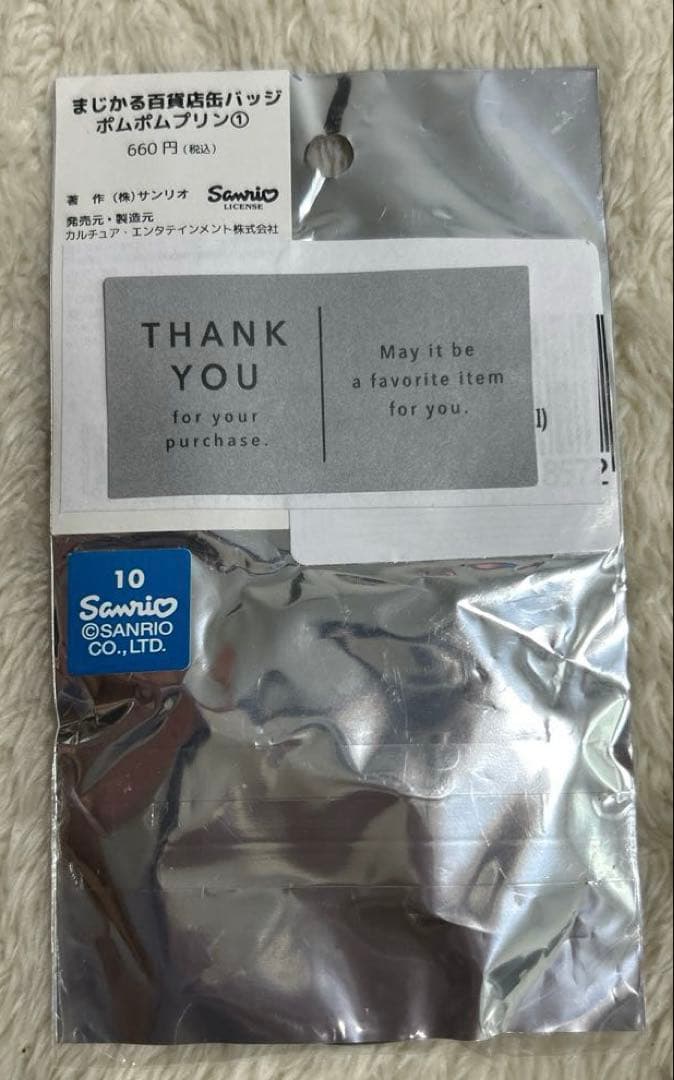 まじかる百貨店缶バッジ
ポムポムプリン①
660円(税込)
著 作 (株)サンリオ Sanrio
LICENSE
発売元・製造元
カルチュア・エンタテインメント株式会社
THANK
YOU
for your
purchase.
May it be
a favorite item
for you.
8572
10
Sanrio
©SANRIO
CO.,LTD.